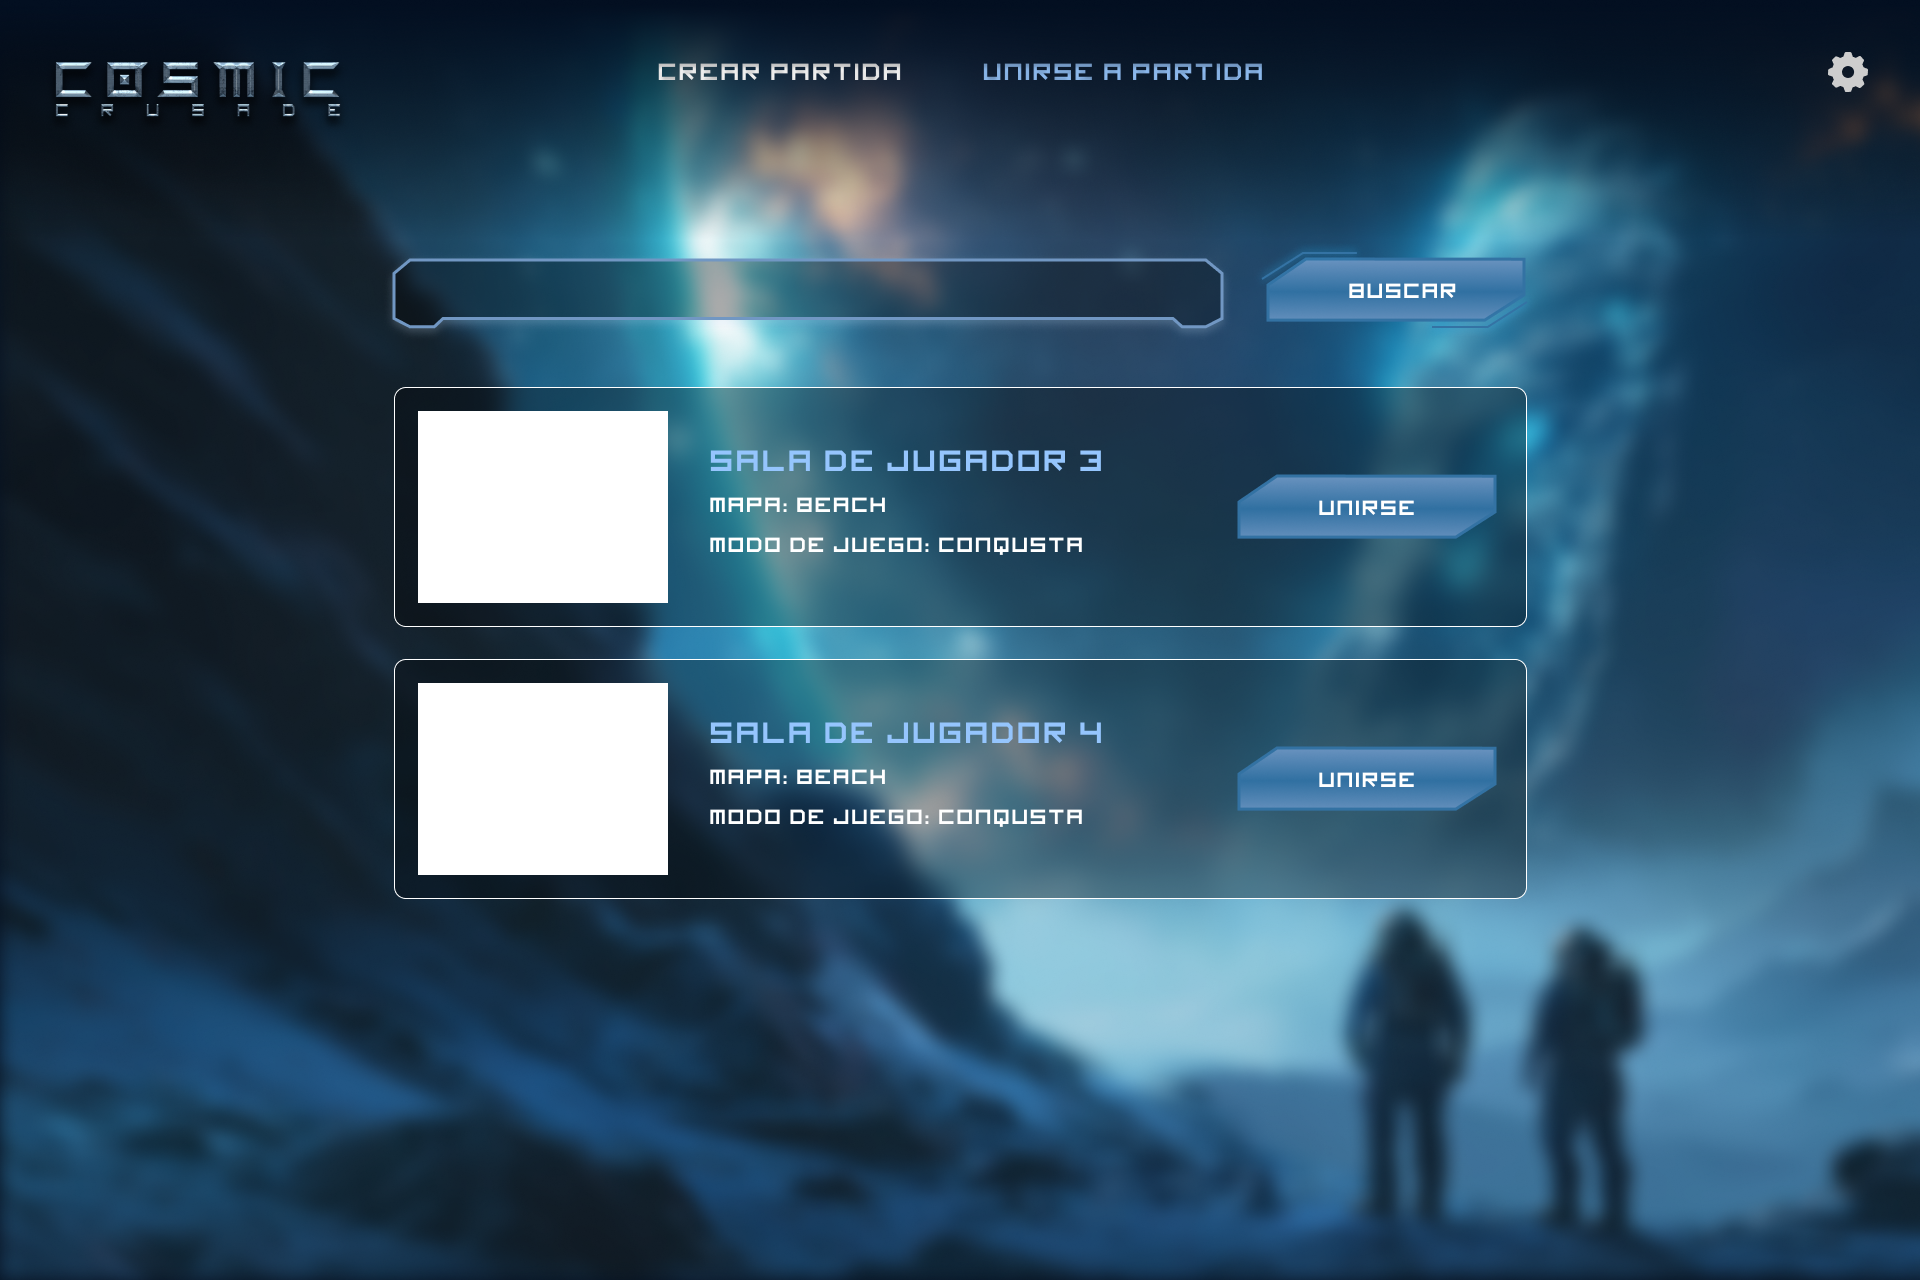 COSMIC
CRUSADE
CREAR PARTIDA
UNIRSE A PARTIDA
BUSCAR
SALA DE JUGADOR 3
MAPA: BEACH
MODO DE JUEGO: CONQUSTA
UNIRSE
SALA DE JUGADOR 4
MAPA: BEACH
MODO DE JUEGO: CONQUSTA
UNIRSE